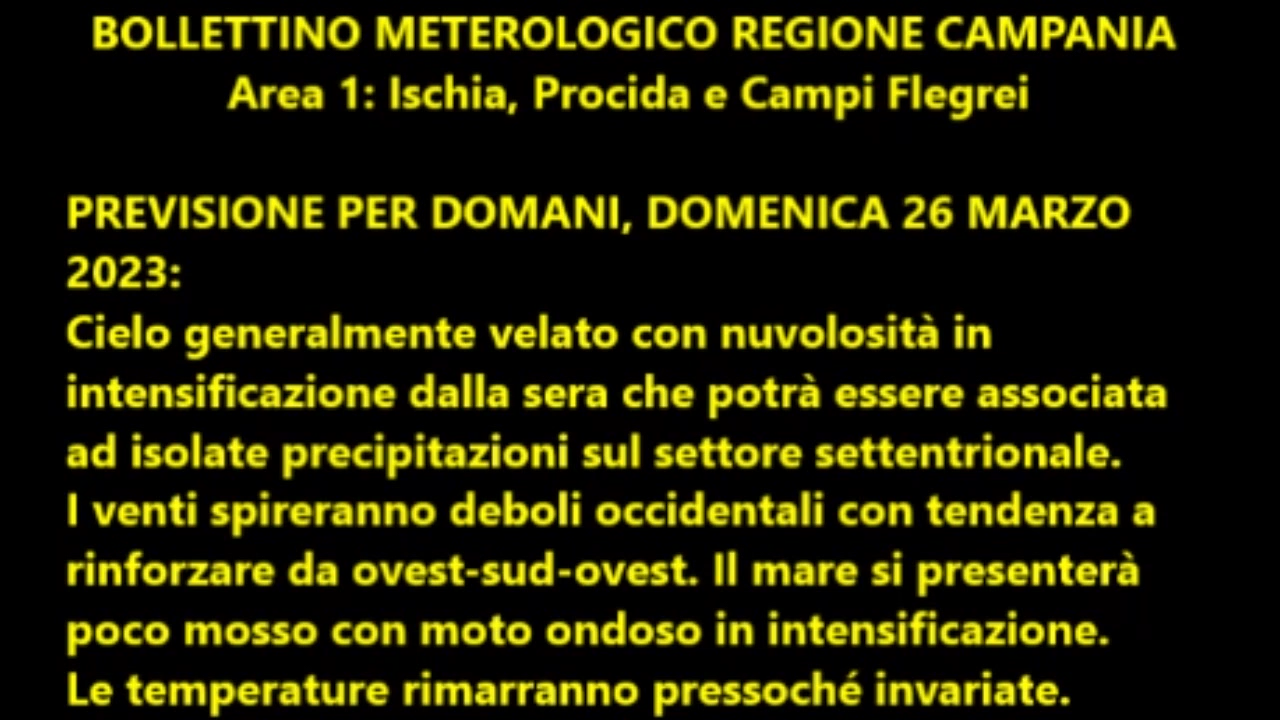 BOLLETTINO METEROLOGICO REGIONE CAMPANIA
Area 1: Ischia, Procida e Campi Flegrei
PREVISIONE PER DOMANI, DOMENICA 26 MARZO
2023:
Cielo generalmente velato con nuvolosità in
intensificazione dalla sera che potrà essere associata
ad isolate precipitazioni sul settore settentrionale.
I venti spireranno deboli occidentali con tendenza a
rinforzare da ovest-sud-ovest. Il mare si presenterà
poco mosso con moto ondoso in intensificazione.
Le temperature rimarranno pressoché invariate.